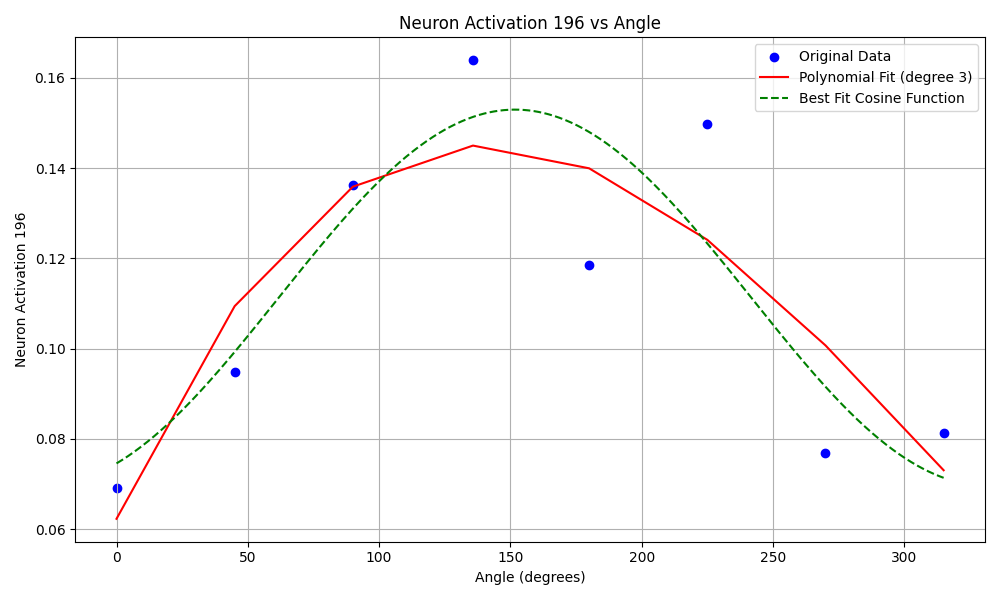 Neuron Activation 196 vs Angle
Original Data
Polynomial Fit (degree 3)
Best Fit Cosine Function
Neuron Activation 196
0.16
0.14
0.12
0.10
0.08
0.06
0
50
100
150
200
250
300
Angle (degrees)